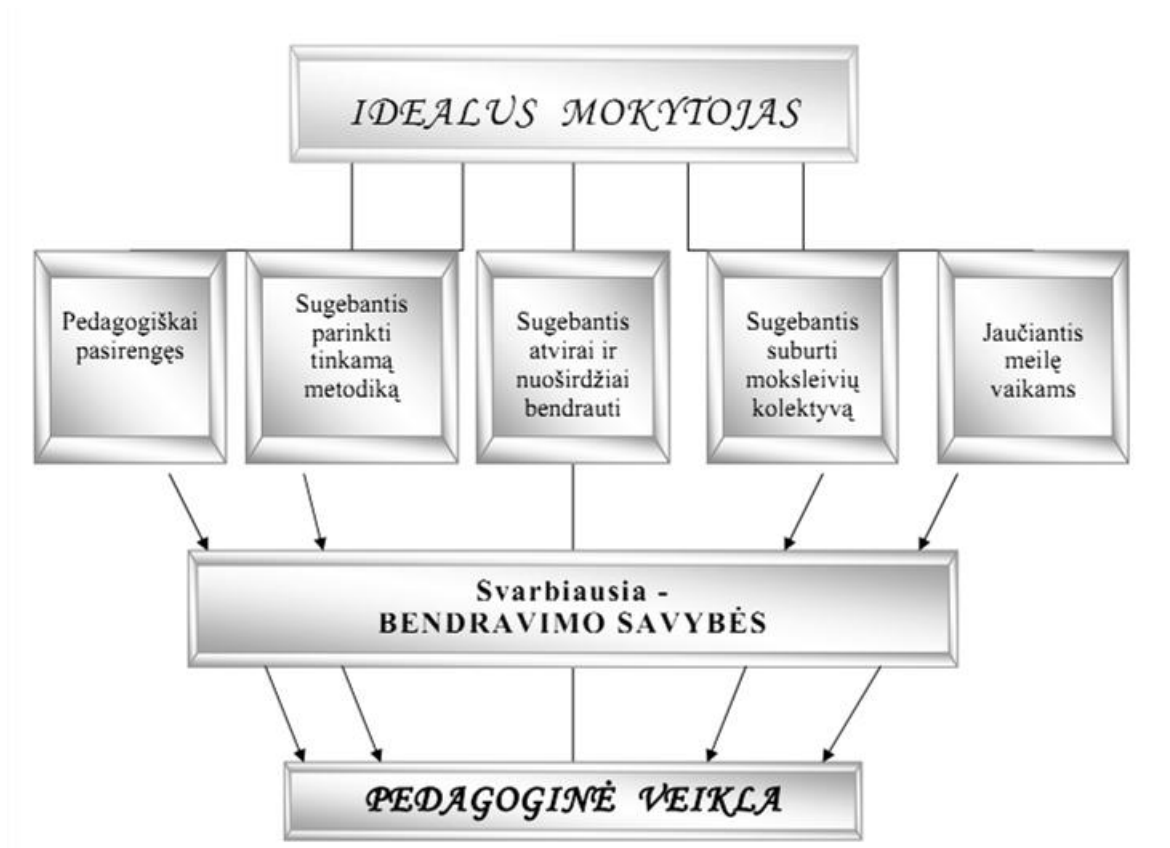 IDEALUS MOKYTOJAS
Pedagogiškai
pasirengęs
Sugebantis
parinkti
tinkamą
metodiką
Sugebantis
atvirai ir
nuoširdžiai
bendrauti
Sugebantis
suburti
moksleivių
kolektyvą
Jaučiantis
meilę
vaikams
Svarbiausia -
BENDRAVIMO SAVYBĖS
PEDAGOGINĖ VEIKLA